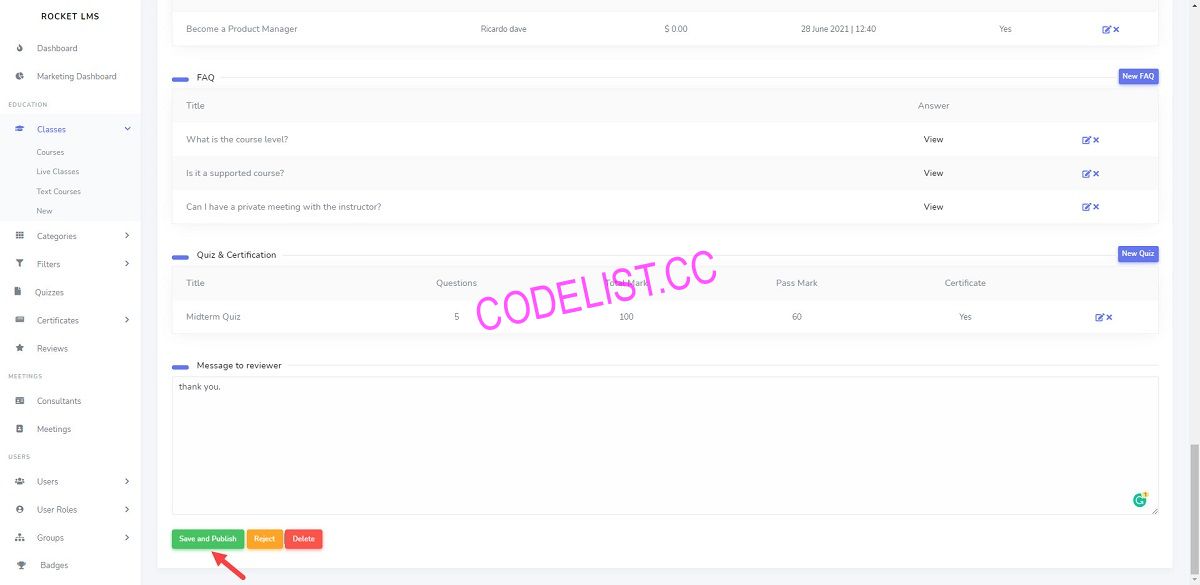 ROCKET LMS
Dashboard
Marketing Dashboard
EDUCATION
Classes
Courses
Live Classes
Text Courses
New
Categories
Filters
Quizzes
Certificates
Reviews
MEETINGS
Consultants
Meetings
USERS
Users
User Roles
Groups
Badges
Become a Product Manager Ricardo dave $ 0.00 28 June 2021 | 12:40 Yes
FAQ New FAQ
Title Answer
What is the course level? View
Is it a supported course? View
Can I have a private meeting with the instructor? View
Quiz & Certification New Quiz
Title Questions Total Mark Pass Mark Certificate
Midterm Quiz 5 100 60 Yes
CODELIST.CC
Message to reviewer
thank you.
Save and Publish Reject Delete